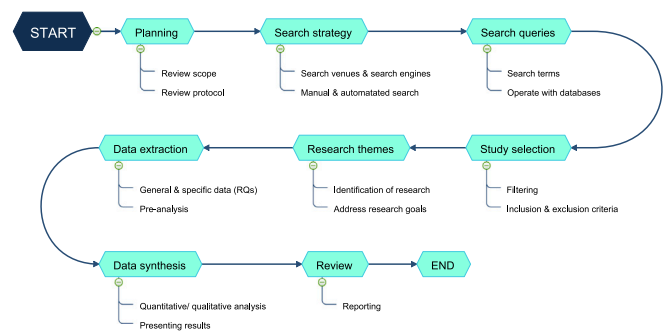 START
Planning
Search strategy
Search queries
Review scope
Search venues & search engines
Search terms
Review protocol
Manual & automatated search
Operate with databases
Data extraction
Research themes
Study selection
General & specific data (RQs)
Identification of research
Filtering
Pre-analysis
Address research goals
Inclusion & exclusion criteria
Data synthesis
Review
END
Quantitative/ qualitative analysis
Reporting
Presenting results